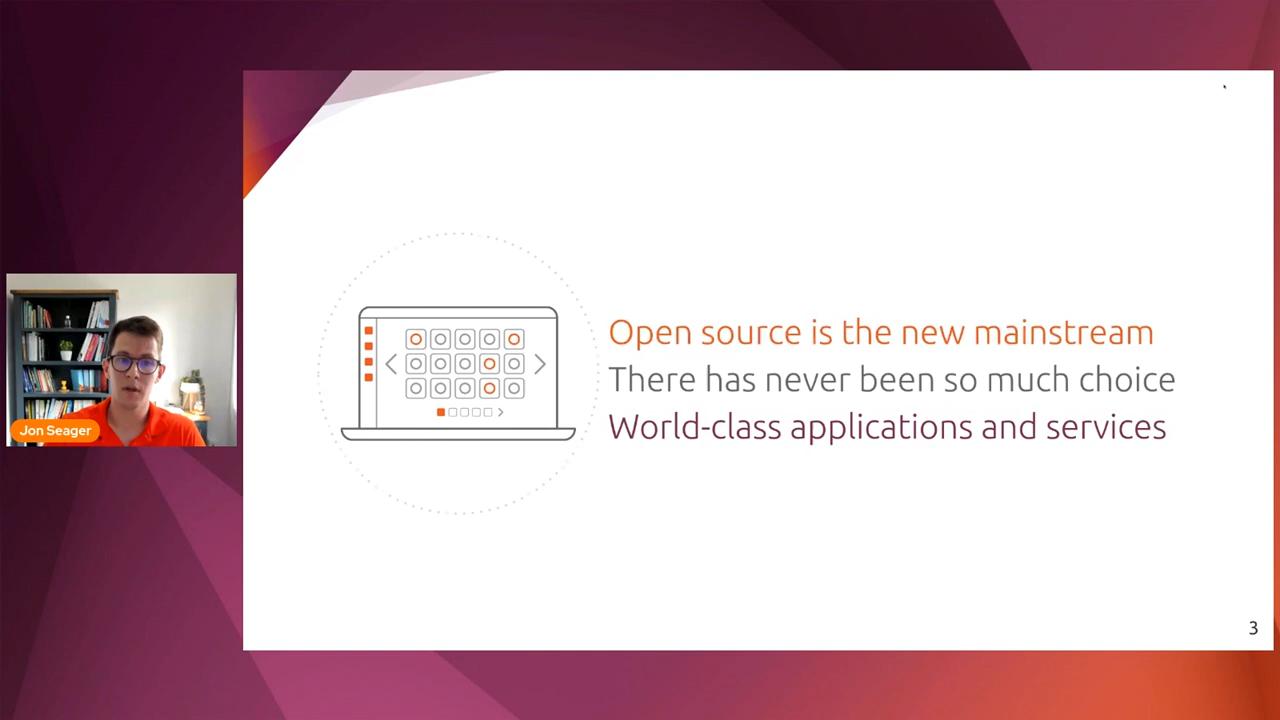 Open source is the new mainstream
There has never been so much choice
World-class applications and services
Jon Seager
3